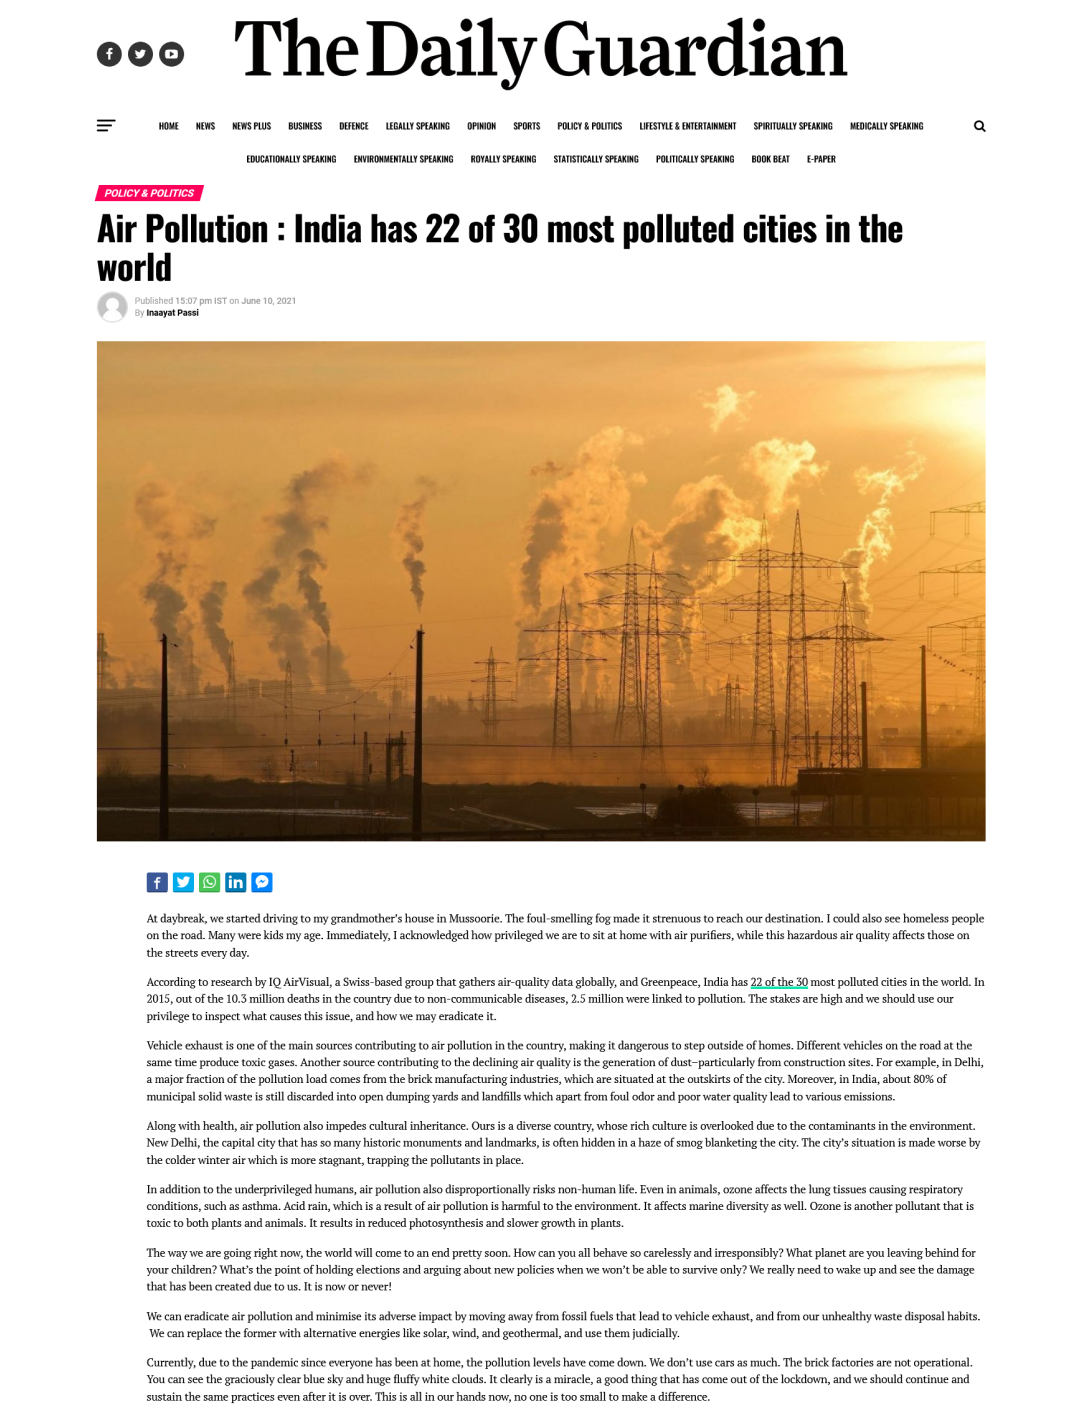 The Daily Guardian
HOME NEWS NEWS PLUS BUSINESS DEFENCE LEGALLY SPEAKING OPINION SPORTS POLICY & POLITICS LIFESTYLE & ENTERTAINMENT SPIRITUALLY SPEAKING MEDICALLY SPEAKING
EDUCATIONALLY SPEAKING ENVIRONMENTALLY SPEAKING ROYALLY SPEAKING STATISTICALLY SPEAKING POLITICALLY SPEAKING BOOK BEAT E-PAPER
POLICY & POLITICS
Air Pollution : India has 22 of 30 most polluted cities in the
world
Published 15:07 pm IST on June 10, 2021
By Inaayat Passi
At daybreak, we started driving to my grandmother's house in Mussoorie. The foul-smelling fog made it strenuous to reach our destination. I could also see homeless people
on the road. Many were kids my age. Immediately, I acknowledged how privileged we are to sit at home with air purifiers, while this hazardous air quality affects those on
the streets every day.
According to research by IQ AirVisual, a Swiss-based group that gathers air-quality data globally, and Greenpeace, India has 22 of the 30 most polluted cities in the world. In
2015, out of the 10.3 million deaths in the country due to non-communicable diseases, 2.5 million were linked to pollution. The stakes are high and we should use our
privilege to inspect what causes this issue, and how we may eradicate it.
Vehicle exhaust is one of the main sources contributing to air pollution in the country, making it dangerous to step outside of homes. Different vehicles on the road at the
same time produce toxic gases. Another source contributing to the declining air quality is the generation of dust–particularly from construction sites. For example, in Delhi,
a major fraction of the pollution load comes from the brick manufacturing industries, which are situated at the outskirts of the city. Moreover, in India, about 80% of
municipal solid waste is still discarded into open dumping yards and landfills which apart from foul odor and poor water quality lead to various emissions.
Along with health, air pollution also impedes cultural inheritance. Ours is a diverse country, whose rich culture is overlooked due to the contaminants in the environment.
New Delhi, the capital city that has so many historic monuments and landmarks, is often hidden in a haze of smog blanketing the city. The city's situation is made worse by
the colder winter air which is more stagnant, trapping the pollutants in place.
In addition to the underprivileged humans, air pollution also disproportionally risks non-human life. Even in animals, ozone affects the lung tissues causing respiratory
conditions, such as asthma. Acid rain, which is a result of air pollution is harmful to the environment. It affects marine diversity as well. Ozone is another pollutant that is
toxic to both plants and animals. It results in reduced photosynthesis and slower growth in plants.
The way we are going right now, the world will come to an end pretty soon. How can you all behave so carelessly and irresponsibly? What planet are you leaving behind for
your children? What's the point of holding elections and arguing about new policies when we won't be able to survive only? We really need to wake up and see the damage
that has been created due to us. It is now or never!
We can eradicate air pollution and minimise its adverse impact by moving away from fossil fuels that lead to vehicle exhaust, and from our unhealthy waste disposal habits.
We can replace the former with alternative energies like solar, wind, and geothermal, and use them judicially.
Currently, due to the pandemic since everyone has been at home, the pollution levels have come down. We don't use cars as much. The brick factories are not operational.
You can see the graciously clear blue sky and huge fluffy white clouds. It clearly is a miracle, a good thing that has come out of the lockdown, and we should continue and
sustain the same practices even after it is over. This is all in our hands now, no one is too small to make a difference.